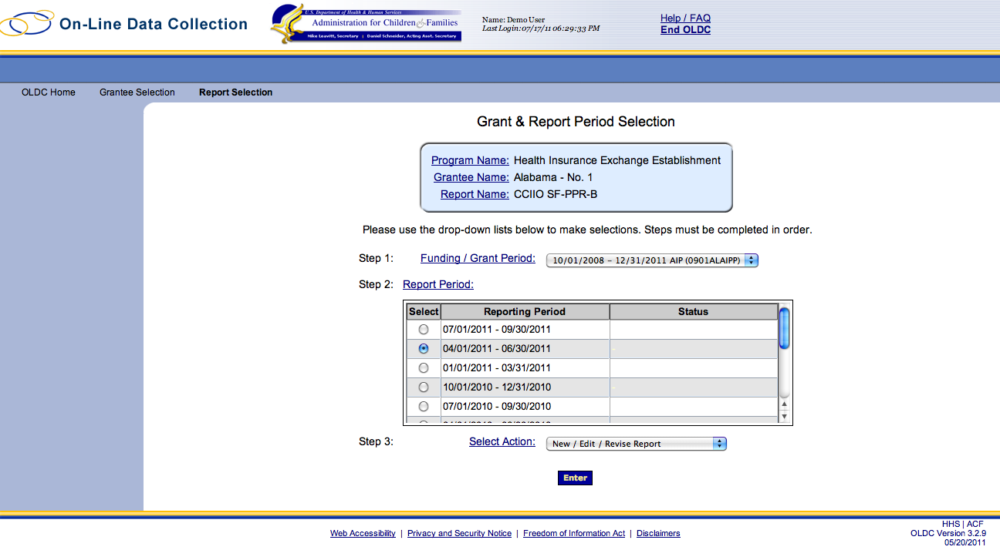 On-Line Data Collection
U.S. Department of Health & Human Services
Administration for Children & Families
Mike Leavitt, Secretary | Daniel Schneider, Acting Asst. Secretary
Name: Demo User
Last Login:07/17/11 06:29:33 PM
Help / FAQ
End OLDC
OLDC Home Grantee Selection Report Selection
Grant & Report Period Selection
Program Name: Health Insurance Exchange Establishment
Grantee Name: Alabama - No. 1
Report Name: CCIIO SF-PPR-B
Please use the drop-down lists below to make selections. Steps must be completed in order.
Step 1: Funding / Grant Period: 10/01/2008 – 12/31/2011 AIP (0901ALAIPP)
Step 2: Report Period:
Select Reporting Period Status
07/01/2011 - 09/30/2011
04/01/2011 - 06/30/2011
01/01/2011 - 03/31/2011
10/01/2010 - 12/31/2010
07/01/2010 - 09/30/2010
Step 3: Select Action: New / Edit / Revise Report
Enter
Web Accessibility | Privacy and Security Notice | Freedom of Information Act | Disclaimers
HHS | ACF
OLDC Version 3.2.9
05/20/2011